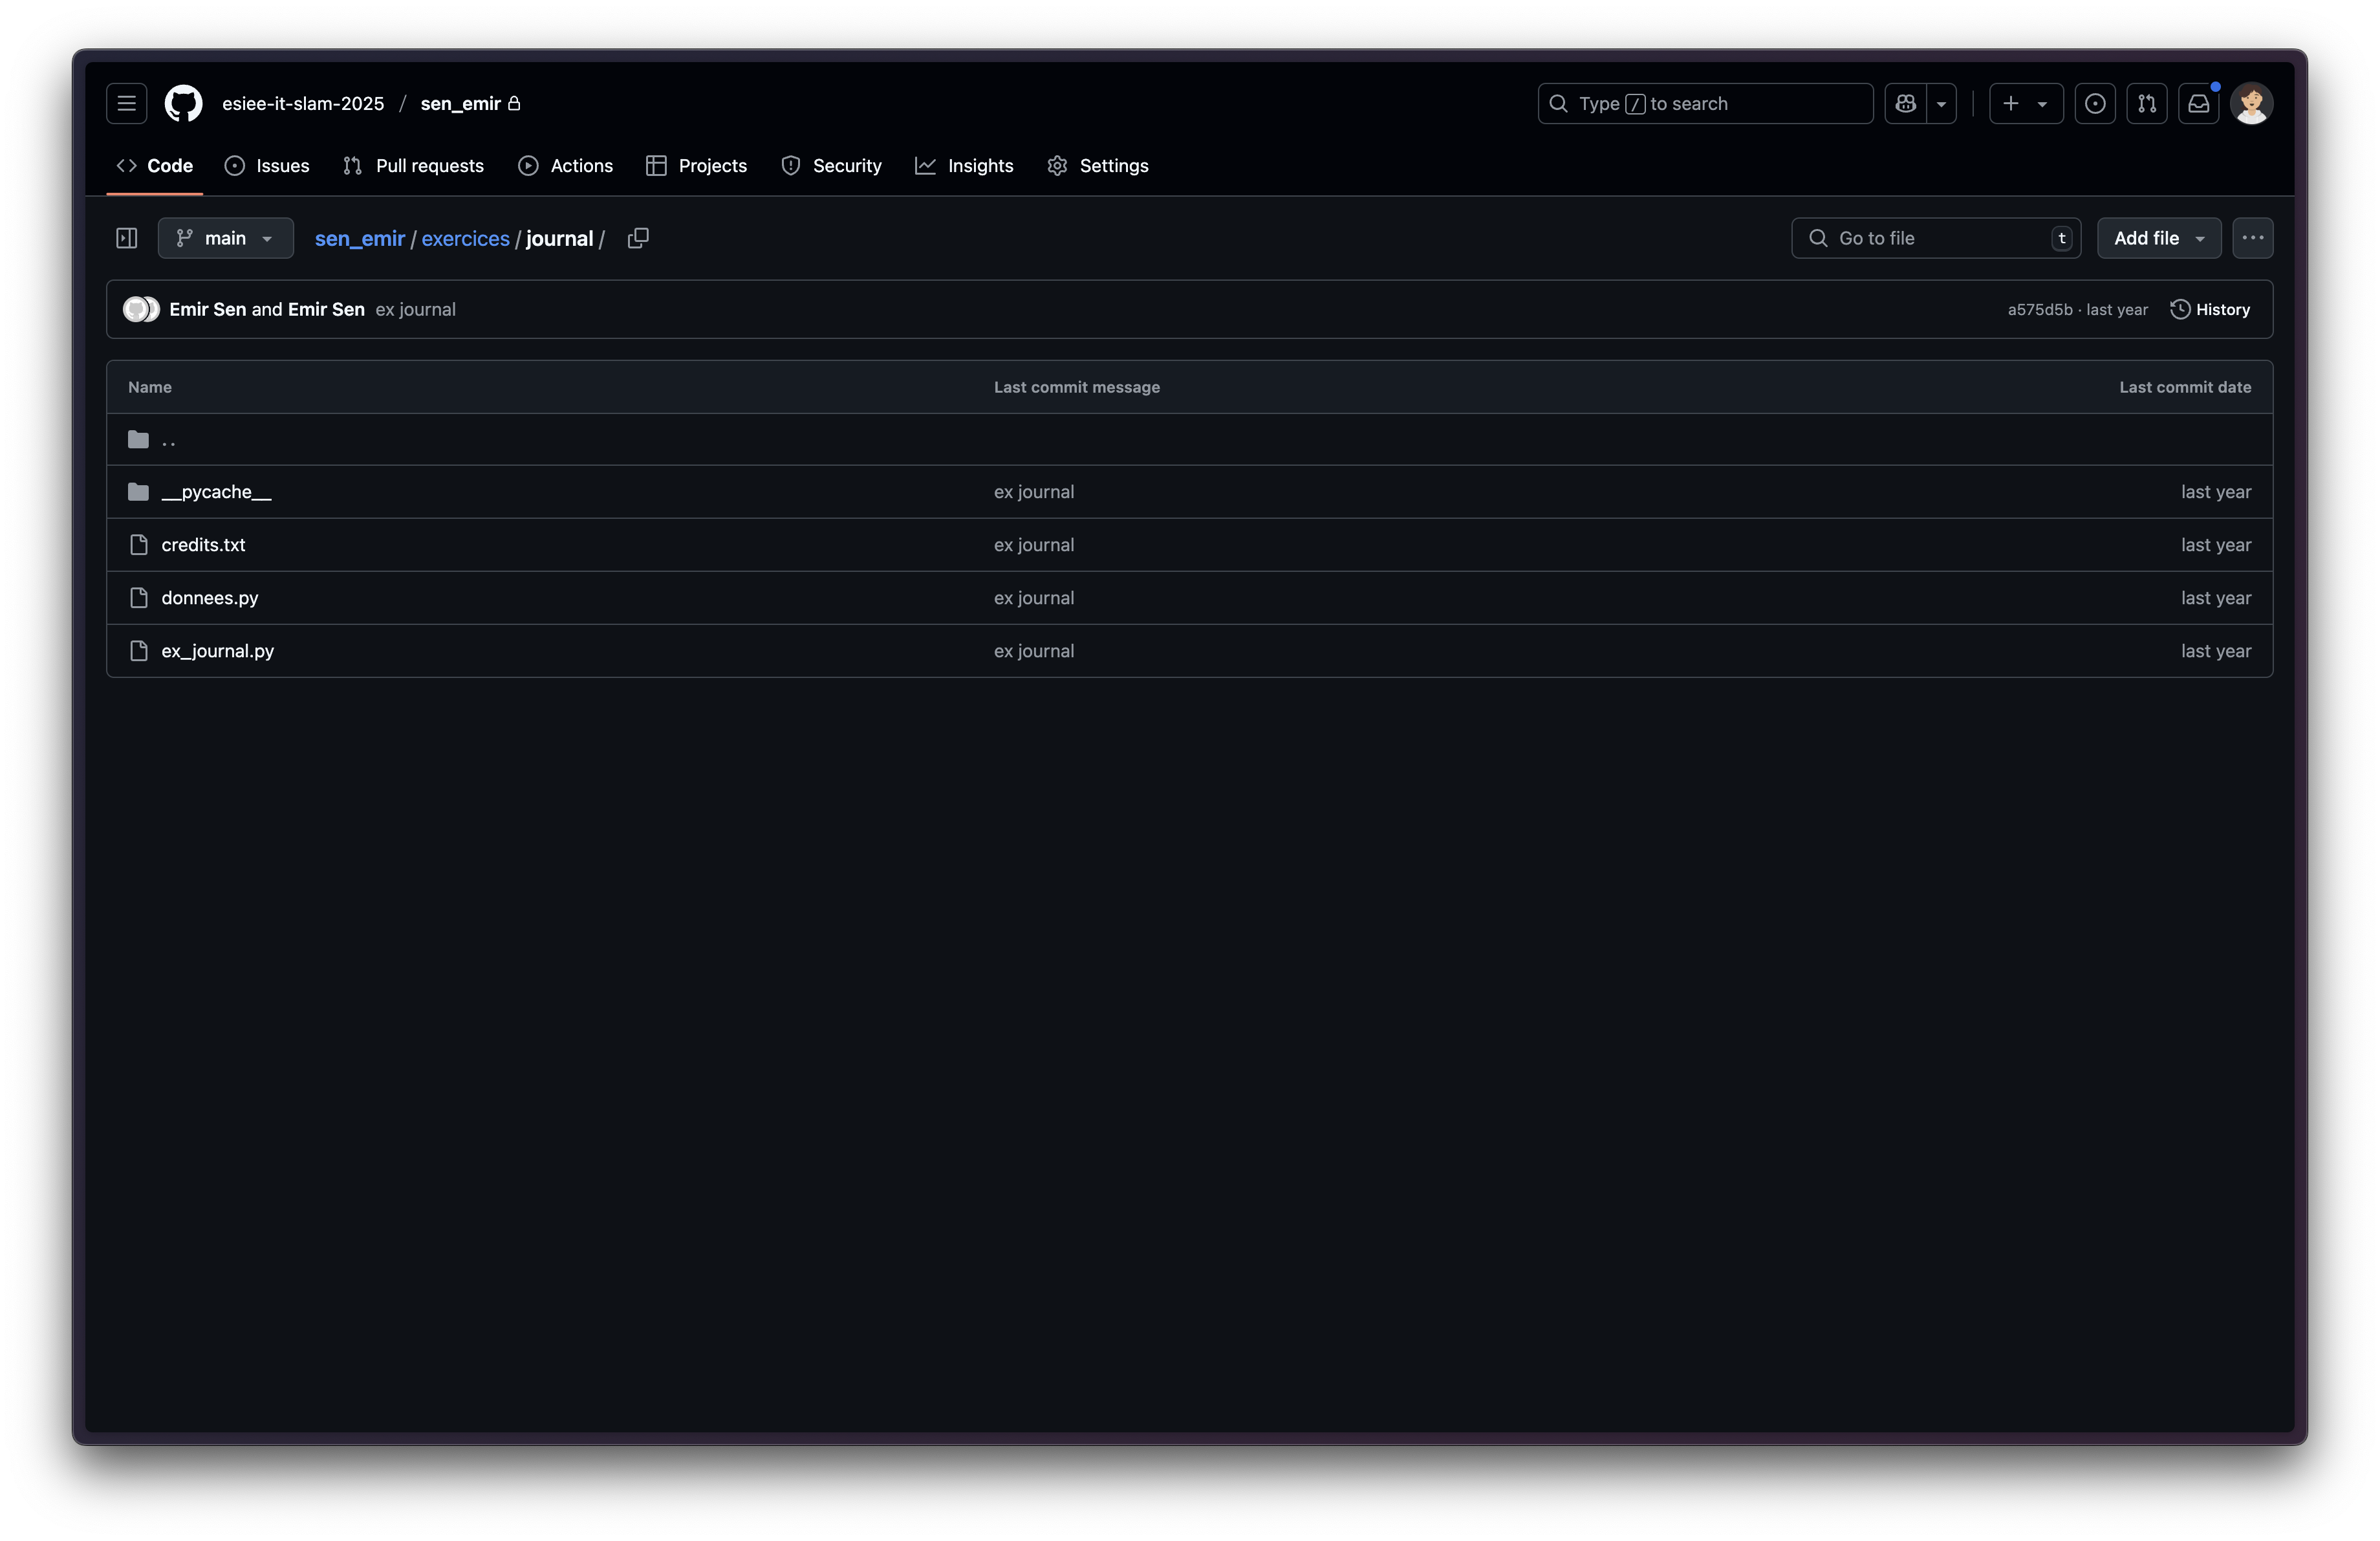 esiee-it-slam-2025 / sen_emir
Type / to search
Code Issues Pull requests Actions Projects Security Insights Settings
main sen_emir / exercices / journal / Go to file t Add file
Emir Sen and Emir Sen ex journal a575d5b · last year History
Name Last commit message Last commit date
..
__pycache__ ex journal last year
credits.txt ex journal last year
donnees.py ex journal last year
ex_journal.py ex journal last year